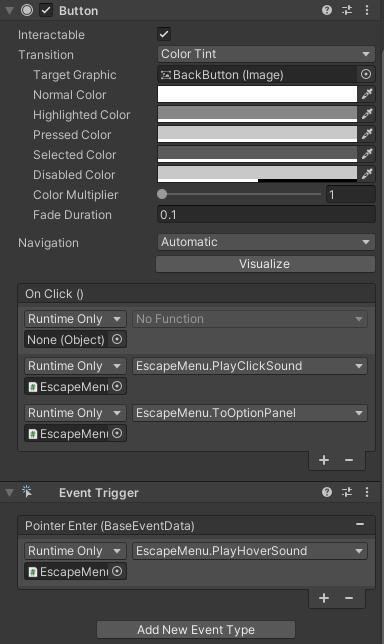 Button
Interactable
Transition Color Tint
Target Graphic BackButton (Image)
Normal Color
Highlighted Color
Pressed Color
Selected Color
Disabled Color
Color Multiplier 1
Fade Duration 0.1
Navigation Automatic
Visualize
On Click ()
Runtime Only No Function
None (Object)
Runtime Only EscapeMenu.PlayClickSound
EscapeMenu
Runtime Only EscapeMenu.ToOptionPanel
EscapeMenu
Event Trigger
Pointer Enter (BaseEventData)
Runtime Only EscapeMenu.PlayHoverSound
EscapeMenu
Add New Event Type